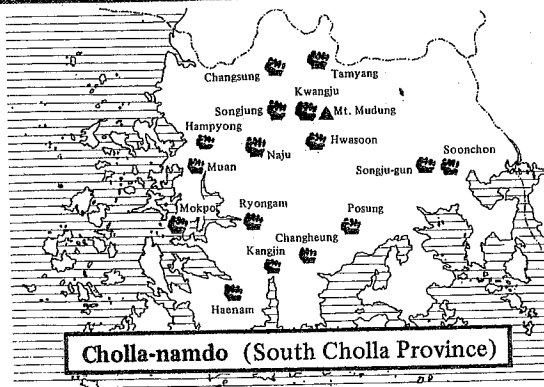 Tamyang
Changsung
Kwangju
Songjung
Mt. Mudung
Hampyong
Naju
Hwasoon
Soonchon
Songju-gun
Muan
Mokpo
Ryongam
Posung
Changheung
Kangjin
Haenam
Cholla-namdo (South Cholla Province)